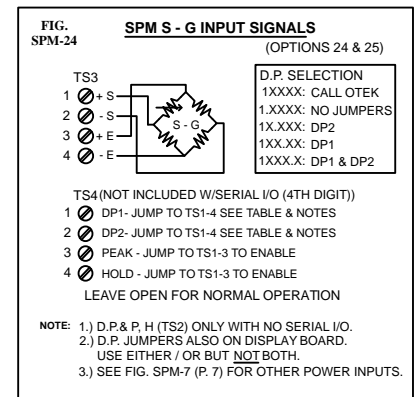 FIG.
SPM-24
SPM S - G INPUT SIGNALS
(OPTIONS 24 & 25)
TS3
1 + S
2 - S
3 + E
4 - E
S - G
D.P. SELECTION
1XXXX: CALL OTEK
1.XXXX: NO JUMPERS
1X.XXX: DP2
1XX.XX: DP1
1XXX.X: DP1 & DP2
TS4 (NOT INCLUDED W/SERIAL I/O (4TH DIGIT))
1 DP1- JUMP TO TS1-4 SEE TABLE & NOTES
2 DP2- JUMP TO TS1-4 SEE TABLE & NOTES
3 PEAK - JUMP TO TS1-3 TO ENABLE
4 HOLD - JUMP TO TS1-3 TO ENABLE
LEAVE OPEN FOR NORMAL OPERATION
NOTE: 1.) D.P.& P, H (TS2) ONLY WITH NO SERIAL I/O.
2.) D.P. JUMPERS ALSO ON DISPLAY BOARD.
USE EITHER / OR BUT NOT BOTH.
3.) SEE FIG. SPM-7 (P. 7) FOR OTHER POWER INPUTS.